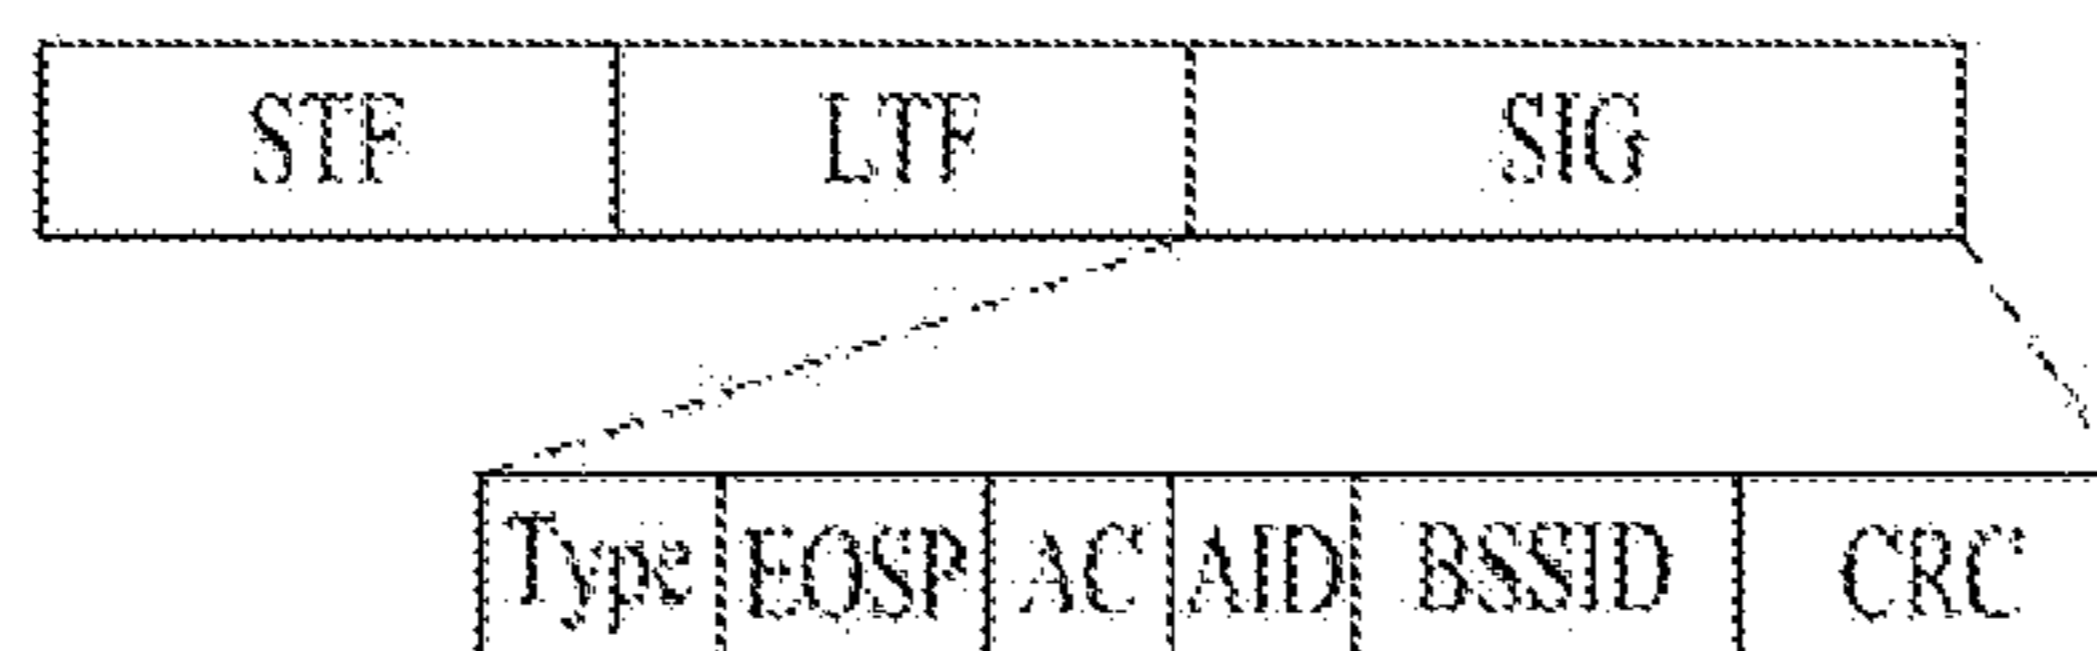 STF LTF SIG
Type EOSP AC AID BSSID CRC